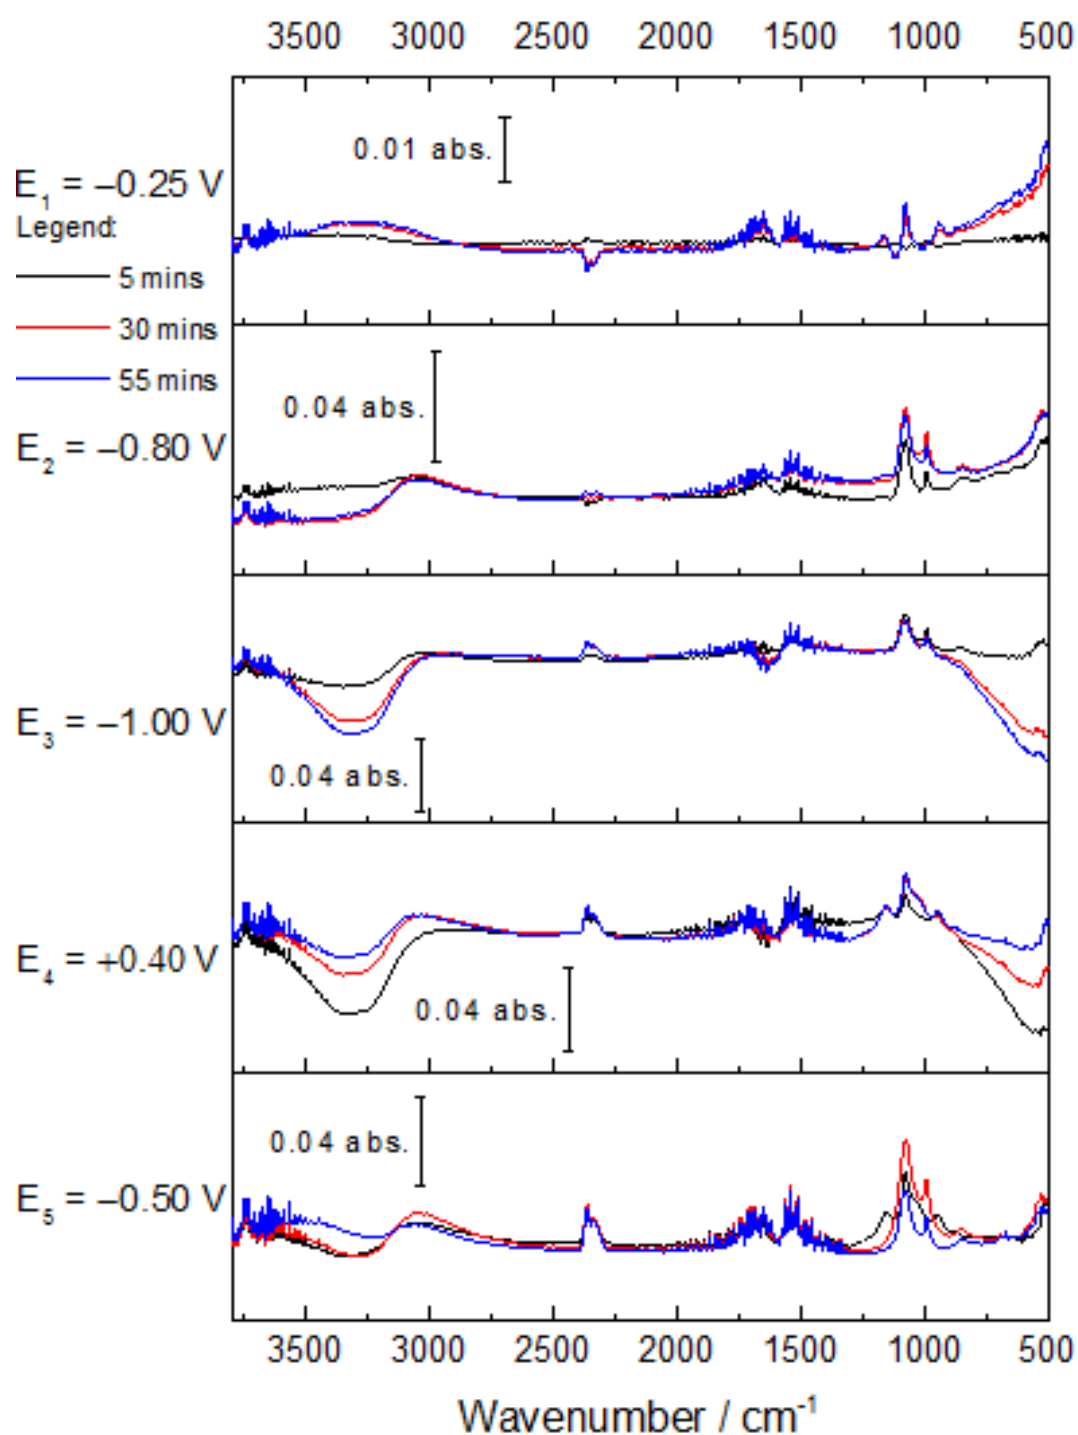 3500 3000 2500 2000 1500 1000 500
0.01 abs.
E₁ = –0.25 V
Legend:
5 mins
30 mins
55 mins
0.04 abs.
E₂ = –0.80 V
E₃ = –1.00 V
0.04 abs.
E₄ = +0.40 V
0.04 abs.
0.04 abs.
E₅ = –0.50 V
3500 3000 2500 2000 1500 1000 500
Wavenumber / cm⁻¹